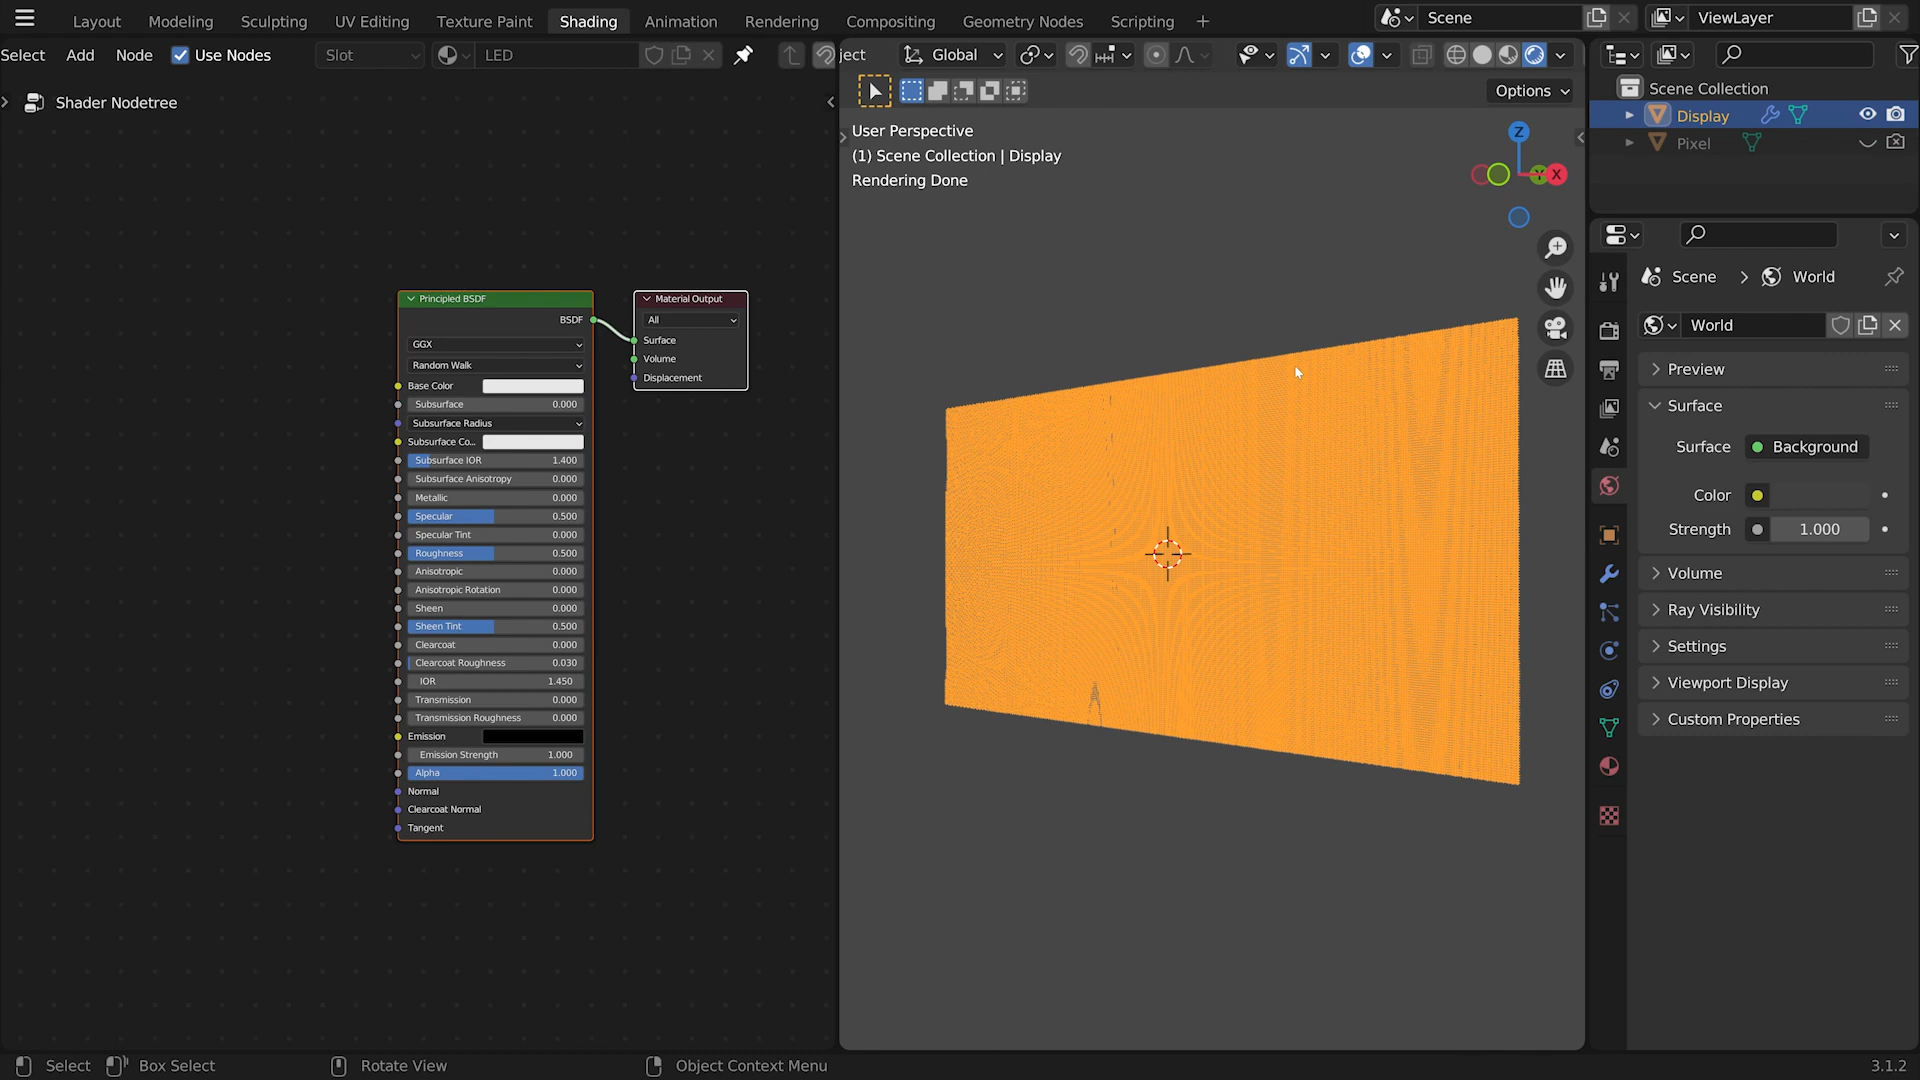 Layout Modeling Sculpting UV Editing Texture Paint Shading Animation Rendering Compositing Geometry Nodes Scripting + Scene ViewLayer
Select Add Node Use Nodes Slot LED ject Global
Options
Shader Nodetree
User Perspective
(1) Scene Collection | Display
Rendering Done
Z
Y
X
Principled BSDF
BSDF
GGX
Random Walk
Base Color
Subsurface 0.000
Subsurface Radius
Subsurface Co...
Subsurface IOR 1.400
Subsurface Anisotropy 0.000
Metallic 0.000
Specular 0.500
Specular Tint 0.000
Roughness 0.500
Anisotropic 0.000
Anisotropic Rotation 0.000
Sheen 0.000
Sheen Tint 0.500
Clearcoat 0.000
Clearcoat Roughness 0.030
IOR 1.450
Transmission 0.000
Transmission Roughness 0.000
Emission
Emission Strength 1.000
Alpha 1.000
Normal
Clearcoat Normal
Tangent
Material Output
All
Surface
Volume
Displacement
Scene Collection
Display
Pixel
Scene > World
World
Preview
Surface
Surface Background
Color
Strength 1.000
Volume
Ray Visibility
Settings
Viewport Display
Custom Properties
Select Box Select Rotate View Object Context Menu 3.1.2